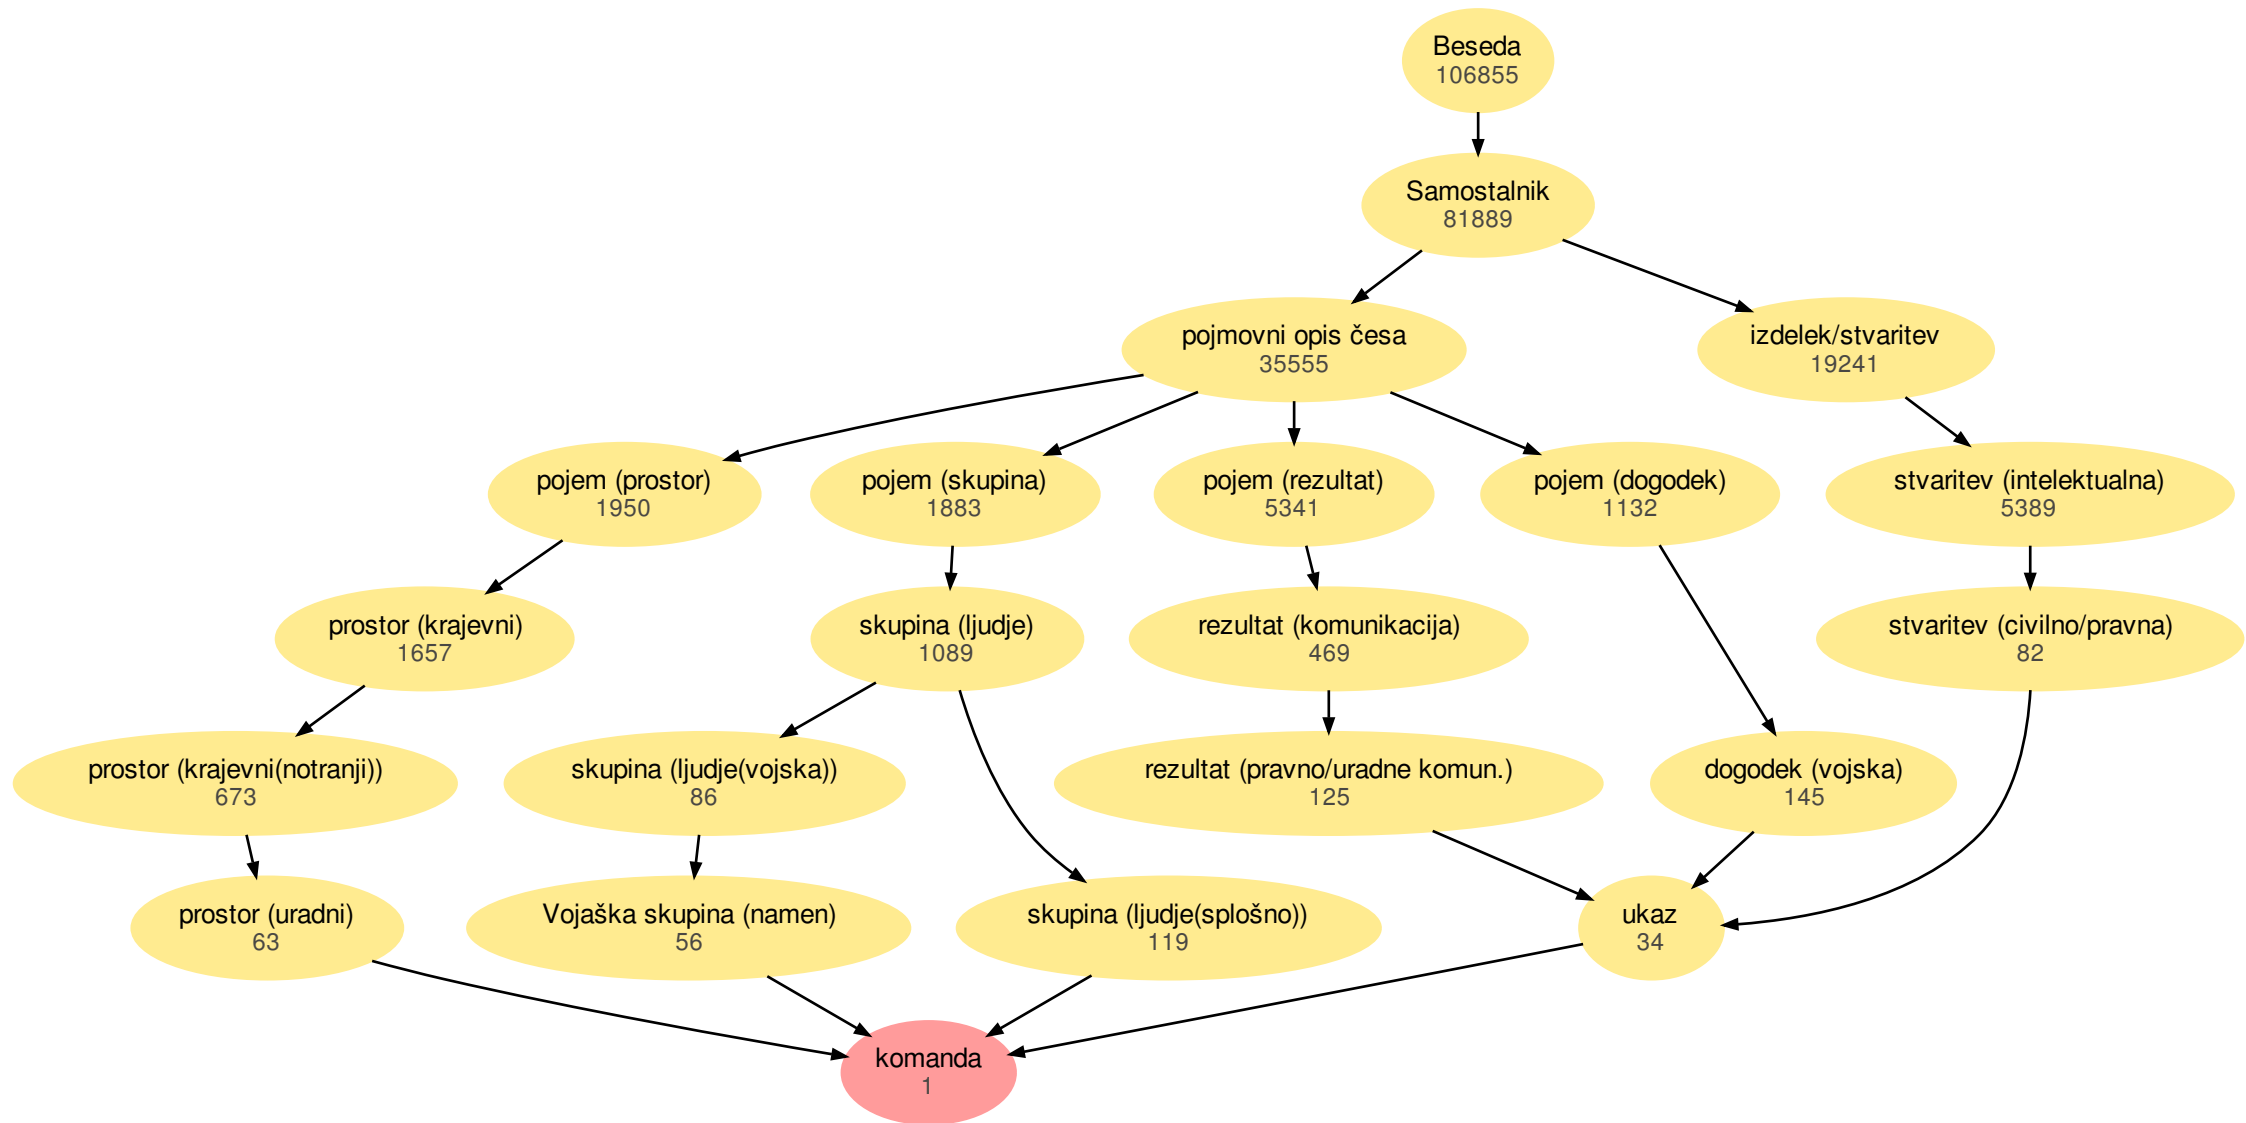 Beseda
106855
Samostalnik
81889
pojmovni opis česa
35555
izdelek/stvaritev
19241
pojem (prostor)
1950
pojem (skupina)
1883
pojem (rezultat)
5341
pojem (dogodek)
1132
stvaritev (intelektualna)
5389
prostor (krajevni)
1657
skupina (ljudje)
1089
rezultat (komunikacija)
469
stvaritev (civilno/pravna)
82
prostor (krajevni(notranji))
673
skupina (ljudje(vojska))
86
rezultat (pravno/uradne komun.)
125
dogodek (vojska)
145
prostor (uradni)
63
Vojaška skupina (namen)
56
skupina (ljudje(splošno))
119
ukaz
34
komanda
1